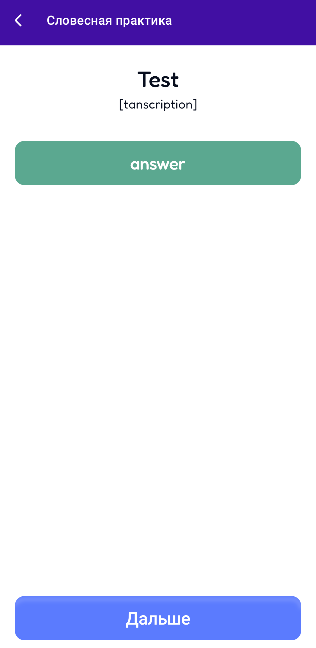 Словесная практика
Test
[tanscription]
answer
Дальше